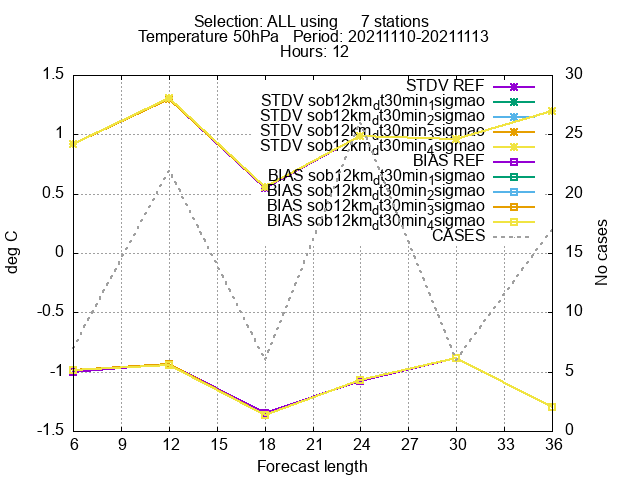 Selection: ALL using 7 stations
Temperature 50hPa Period: 20211110-20211113
Hours: 12
STDV REF
STDV sob12km_dt30min_1sigmao
STDV sob12km_dt30min_2sigmao
STDV sob12km_dt30min_3sigmao
STDV sob12km_dt30min_4sigmao
BIAS REF
BIAS sob12km_dt30min_1sigmao
BIAS sob12km_dt30min_2sigmao
BIAS sob12km_dt30min_3sigmao
BIAS sob12km_dt30min_4sigmao
CASES
deg C
1.5
1
0.5
0
-0.5
-1
-1.5
No cases
30
25
20
15
10
5
0
6 9 12 15 18 21 24 27 30 33 36
Forecast length